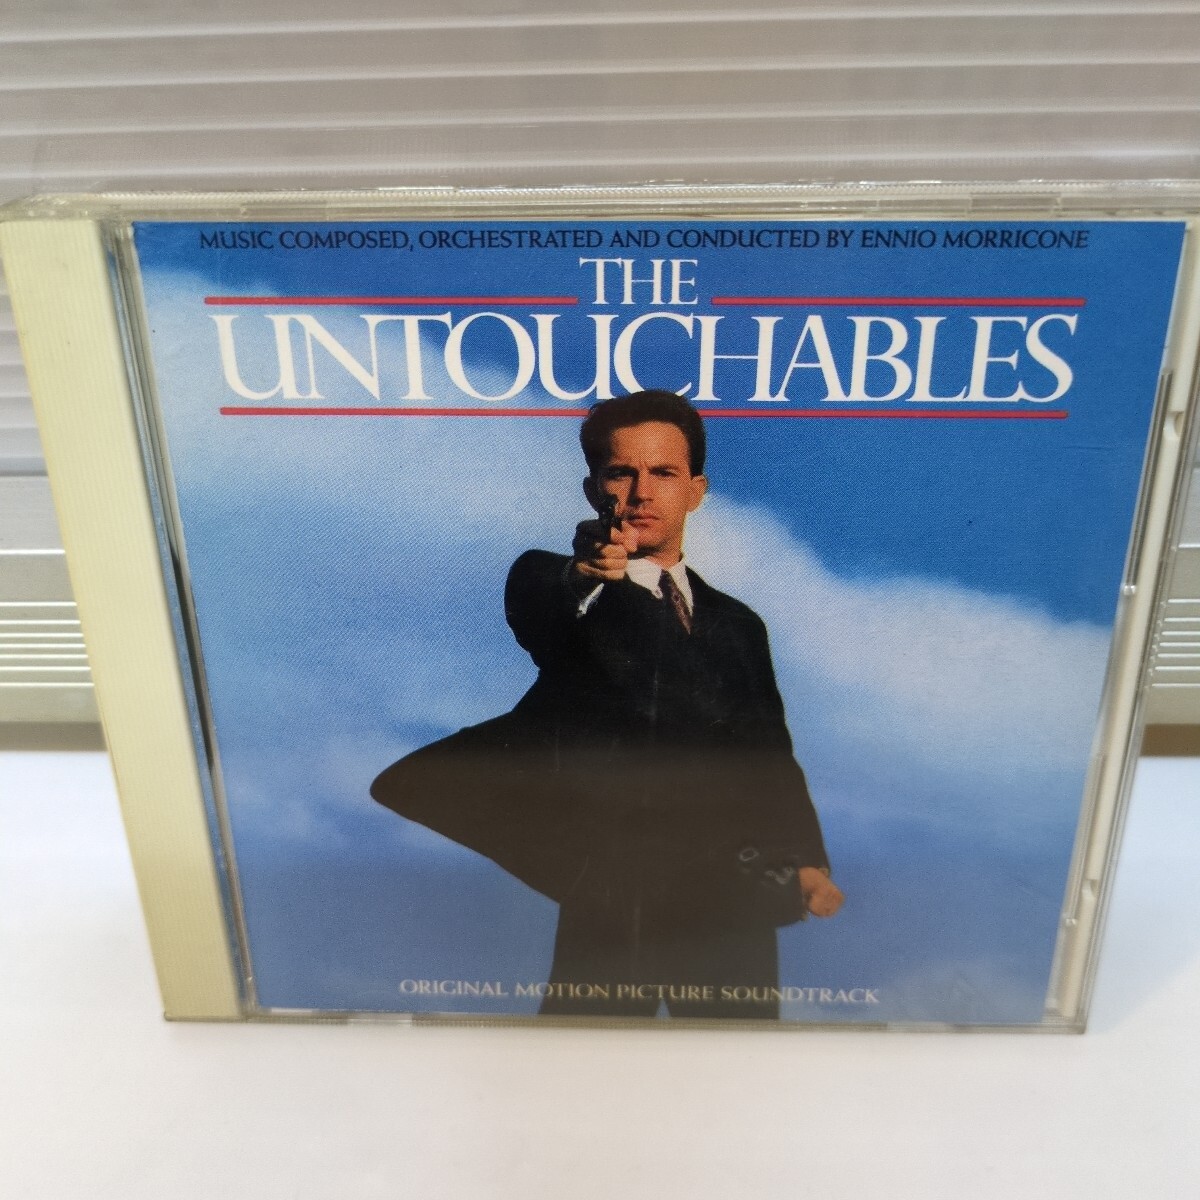 MUSIC COMPOSED, ORCHESTRATED AND CONDUCTED BY ENNIO MORRICONE
THE
UNTOUCHABLES
ORIGINAL MOTION PICTURE SOUNDTRACK